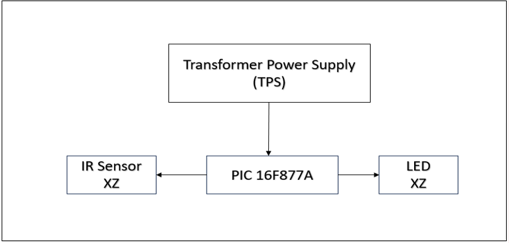 Transformer Power Supply
(TPS)
IR Sensor
XZ
PIC 16F877A
LED
XZ